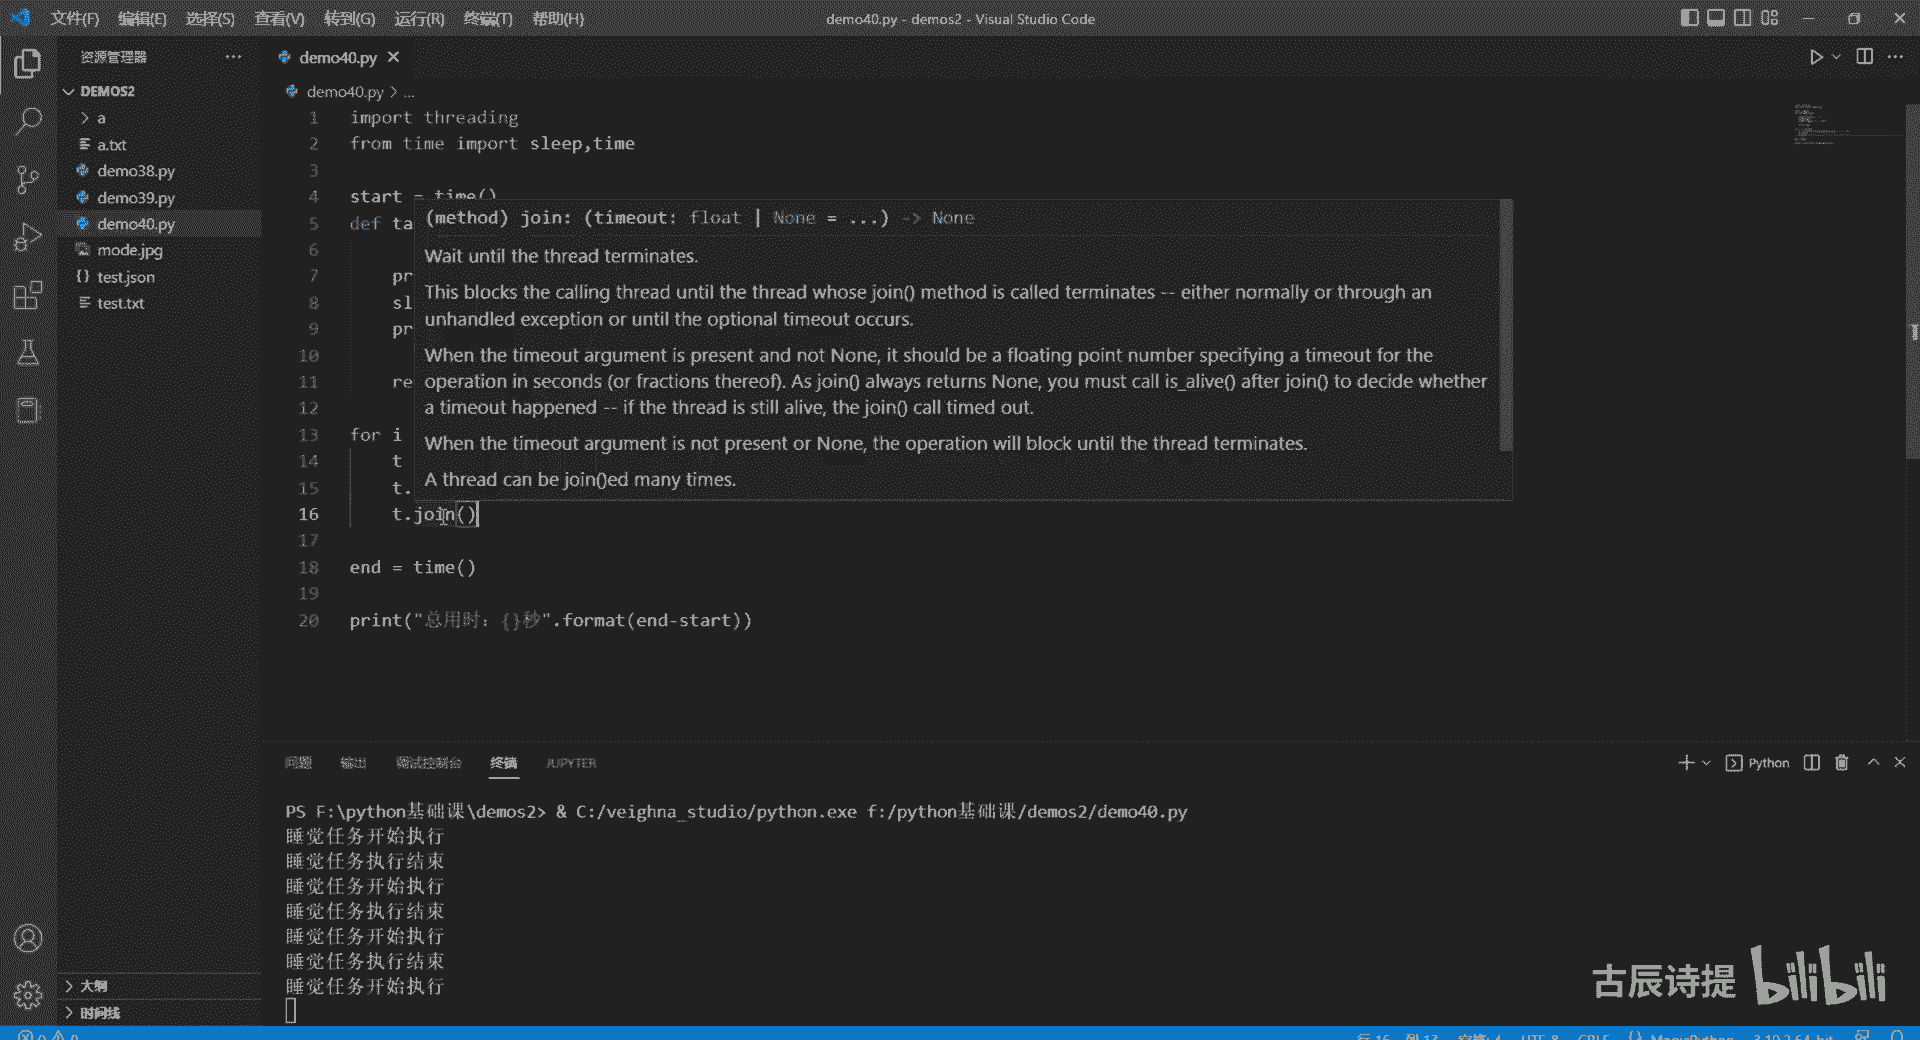 文件(F) 编辑(E) 选择(S) 查看(V) 转到(G) 运行(R) 终端(T) 帮助(H)
demo40.py - demos2 - Visual Studio Code
资源管理器
DEMOS2
a
a.txt
demo38.py
demo39.py
demo40.py
mode.jpg
test.json
test.txt
大纲
时间线
demo40.py
demo40.py > ...
1 import threading
2 from time import sleep,time
3
4 start = time()
5 def ta
6
7 pr
8 sl
9 pr
10
11 re
12
13 for i
14 t
15 t.
16 t.join()
17
18 end = time()
19
20 print("总用时：{}秒".format(end-start))
(method) join: (timeout: float | None = ...) -> None
Wait until the thread terminates.
This blocks the calling thread until the thread whose join() method is called terminates -- either normally or through an
unhandled exception or until the optional timeout occurs.
When the timeout argument is present and not None, it should be a floating point number specifying a timeout for the
operation in seconds (or fractions thereof). As join() always returns None, you must call is_alive() after join() to decide whether
a timeout happened -- if the thread is still alive, the join() call timed out.
When the timeout argument is not present or None, the operation will block until the thread terminates.
A thread can be join()ed many times.
问题 输出 调试控制台 终端 JUPYTER
Python
PS F:\python基础课\demos2> & C:/veighna_studio/python.exe f:/python基础课/demos2/demo40.py
睡觉任务开始执行
睡觉任务执行结束
睡觉任务开始执行
睡觉任务执行结束
睡觉任务开始执行
睡觉任务执行结束
睡觉任务开始执行
古辰诗提 bilibili